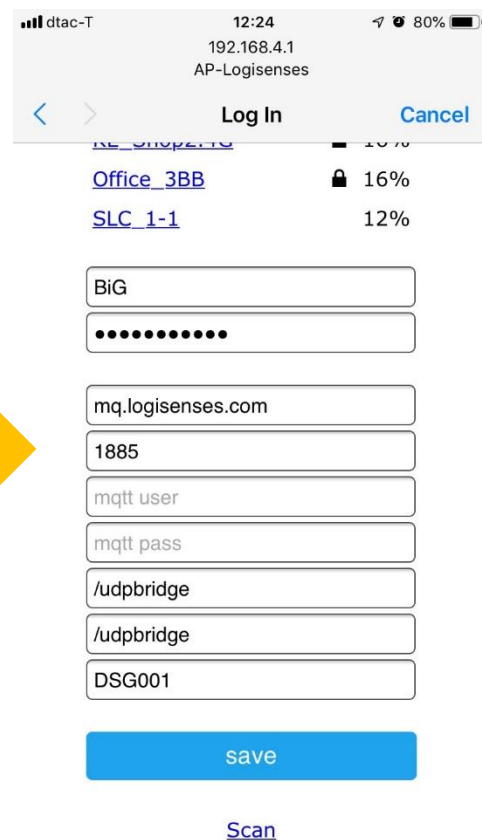 dtac-T 12:24 80%
192.168.4.1
AP-Logisenses
Log In Cancel
Office_3BB 16%
SLC_1-1 12%
BiG
●●●●●●●●●●●
mq.logisenses.com
1885
mqtt user
mqtt pass
/udpbridge
/udpbridge
DSG001
save
Scan